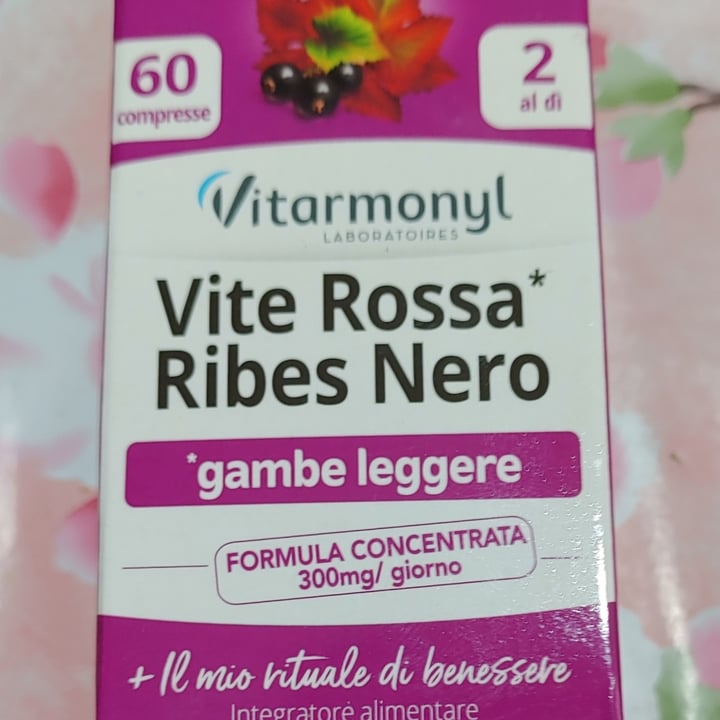 60
compresse
2
al dì
Vitarmonyl
LABORATOIRES
Vite Rossa*
Ribes Nero
*gambe leggere
FORMULA CONCENTRATA
300mg/ giorno
+ Il mio rituale di benessere
Integratore alimentare